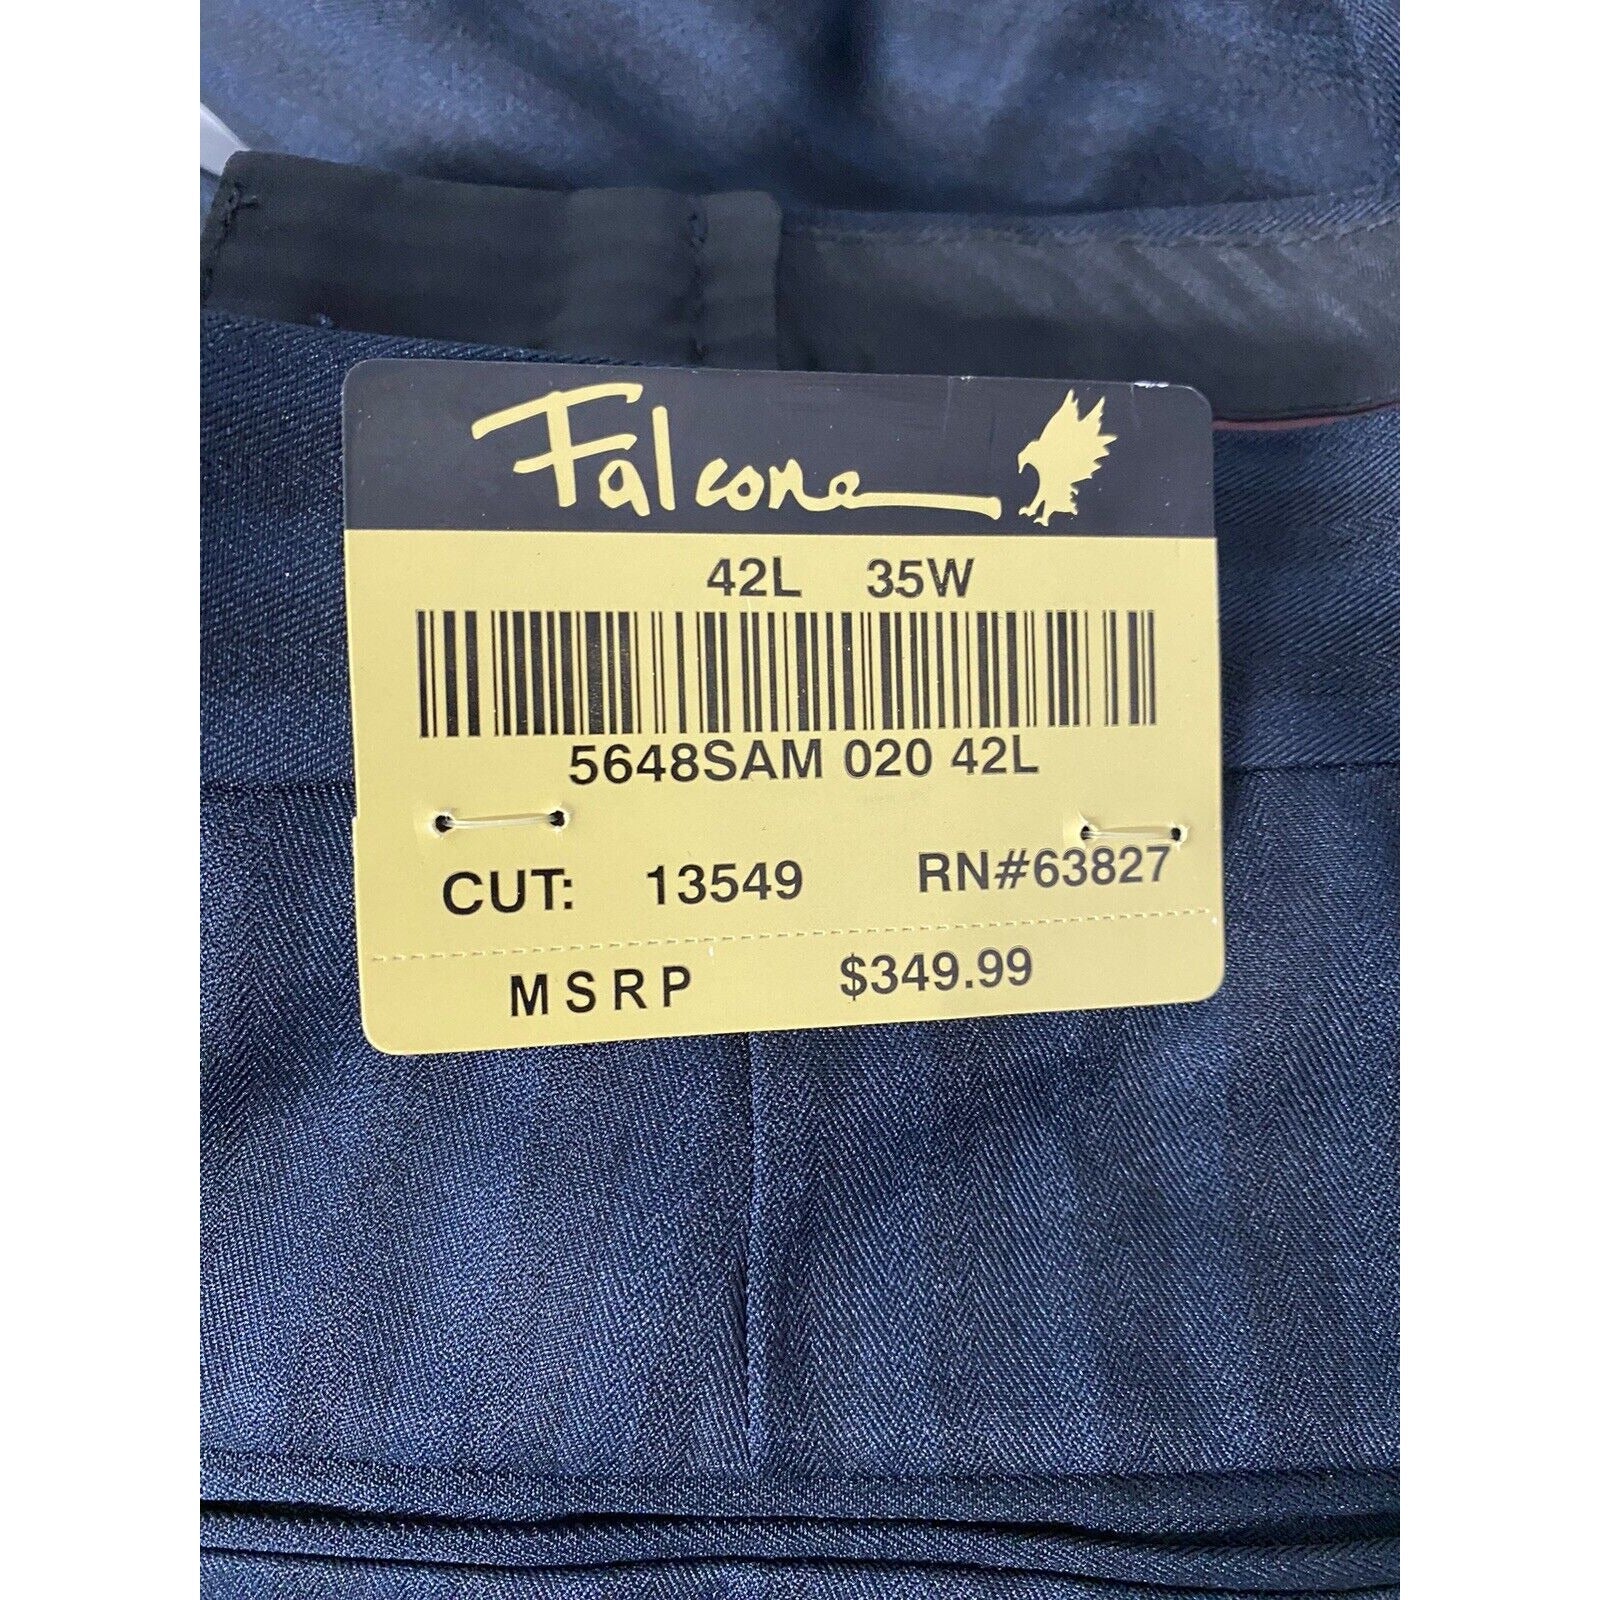 Falcone
42L 35W
5648SAM 020 42L
CUT: 13549 RN#63827
MSRP $349.99